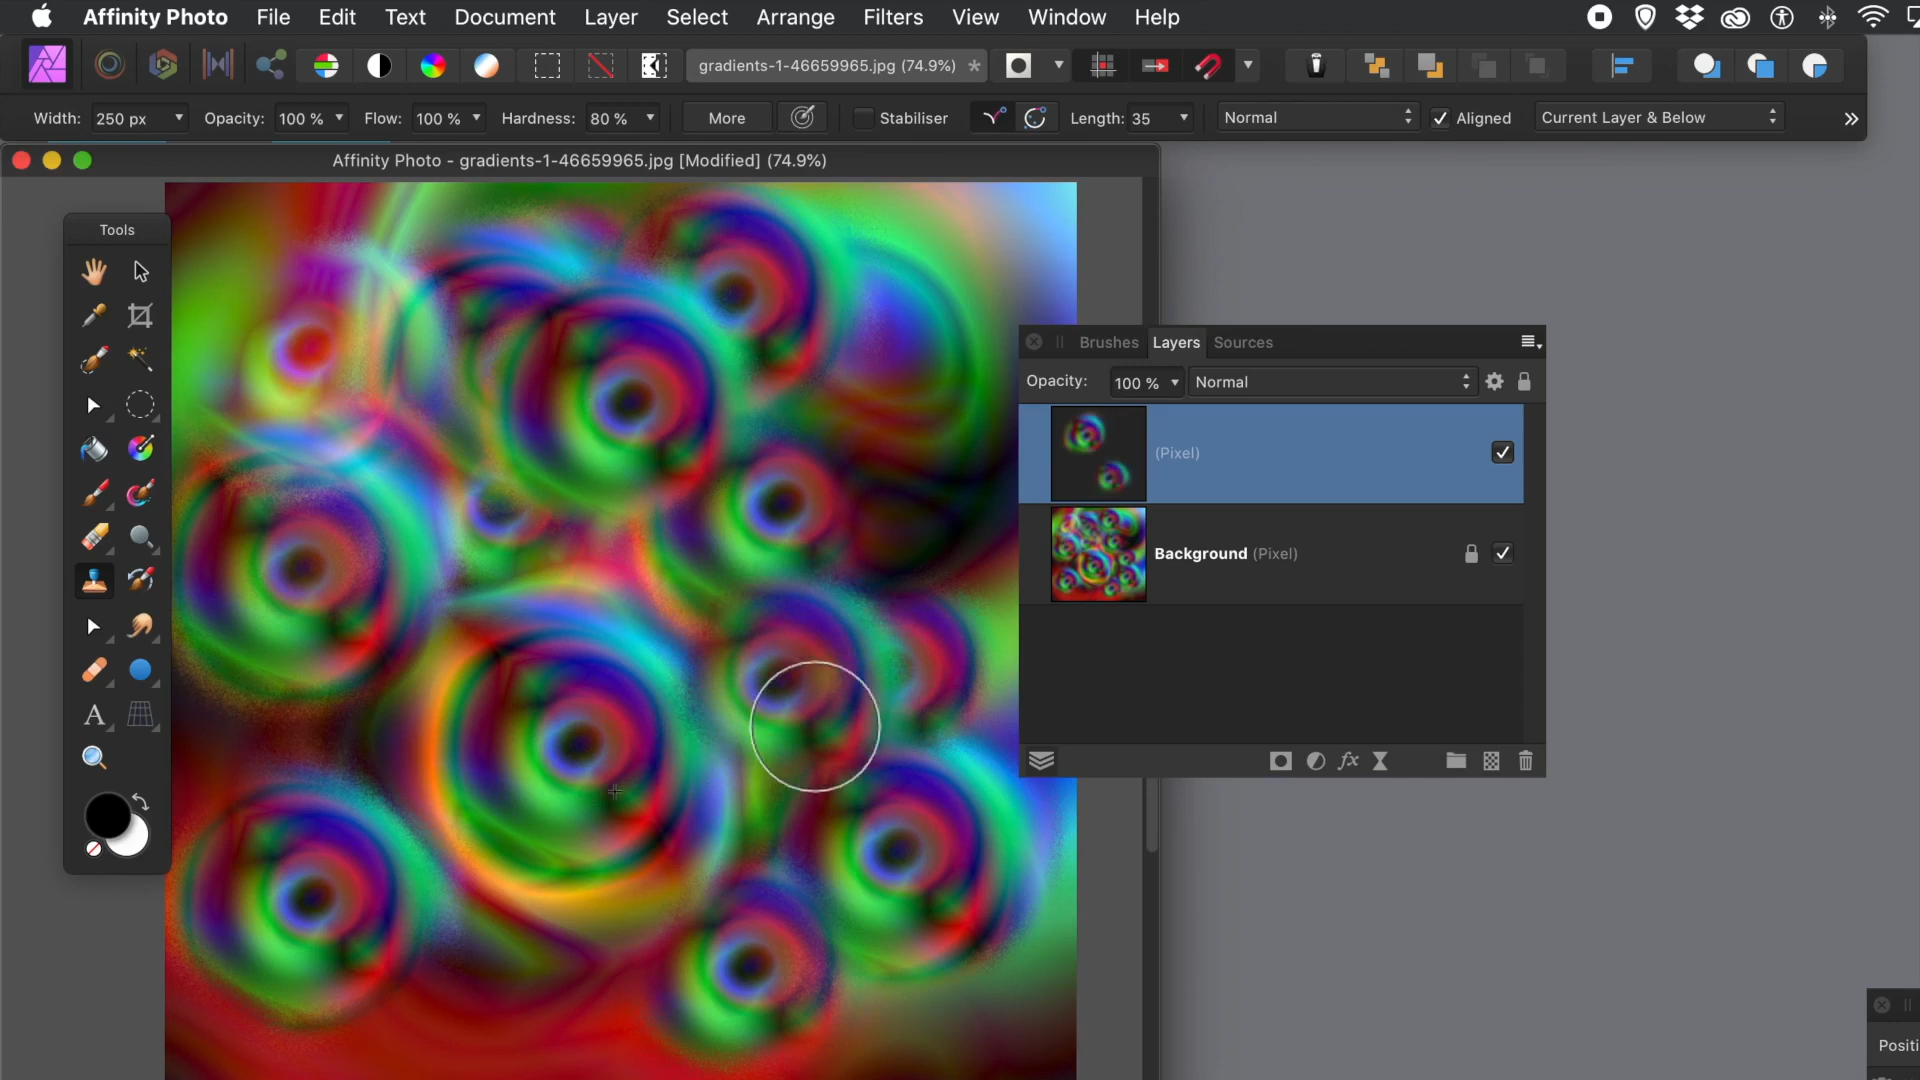 Affinity Photo File Edit Text Document Layer Select Arrange Filters View Window Help
gradients-1-46659965.jpg (74.9%) *
Width: 250 px Opacity: 100 % Flow: 100 % Hardness: 80 % More Stabiliser Length: 35 Normal Aligned Current Layer & Below
Affinity Photo - gradients-1-46659965.jpg [Modified] (74.9%)
Tools
Brushes Layers Sources
Opacity: 100 % Normal
(Pixel)
Background (Pixel)
Positi